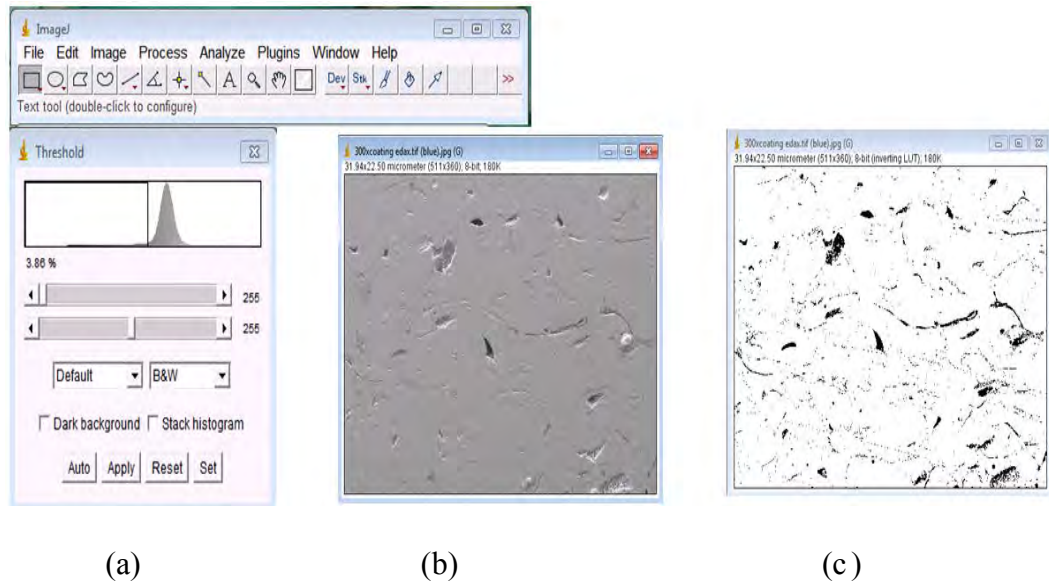 ImageJ
File Edit Image Process Analyze Plugins Window Help
A Dev Stk >>
Text tool (double-click to configure)
Threshold
3.86 %
255
255
Default B&W
Dark background Stack histogram
Auto Apply Reset Set
300xcoating edax.tif (blue).jpg (G)
31.94x22.50 micrometer (511x360); 8-bit; 180K
300xcoating edax.tif (blue).jpg (G)
31.94x22.50 micrometer (511x360); 8-bit (inverting LUT); 180K
(a) (b) (c)